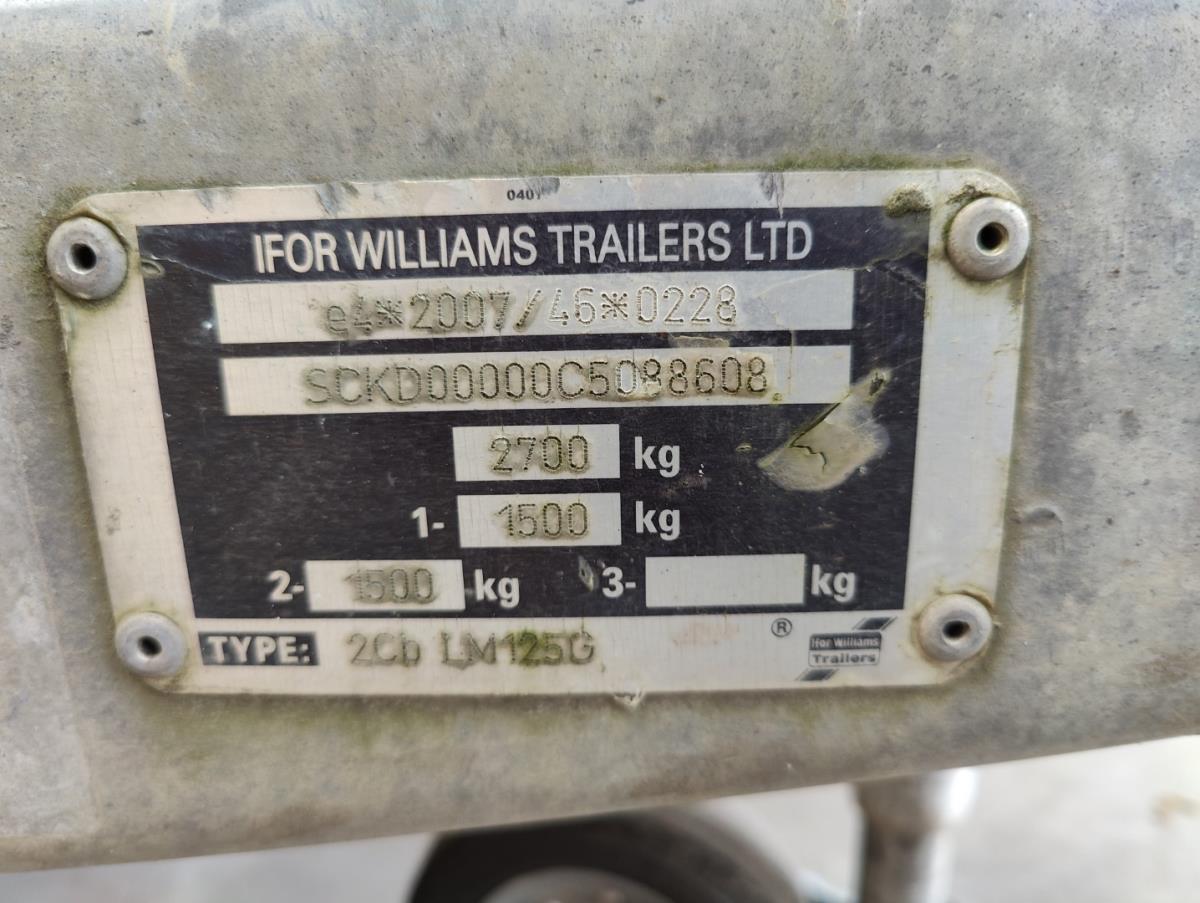 0401
IFOR WILLIAMS TRAILERS LTD
e4*2007/46*0228
SCKD00000C5088608
2700 kg
1- 1500 kg
2- 1500 kg 3- kg
TYPE: 2Cb LM125G ®
Ifor Williams
Trailers